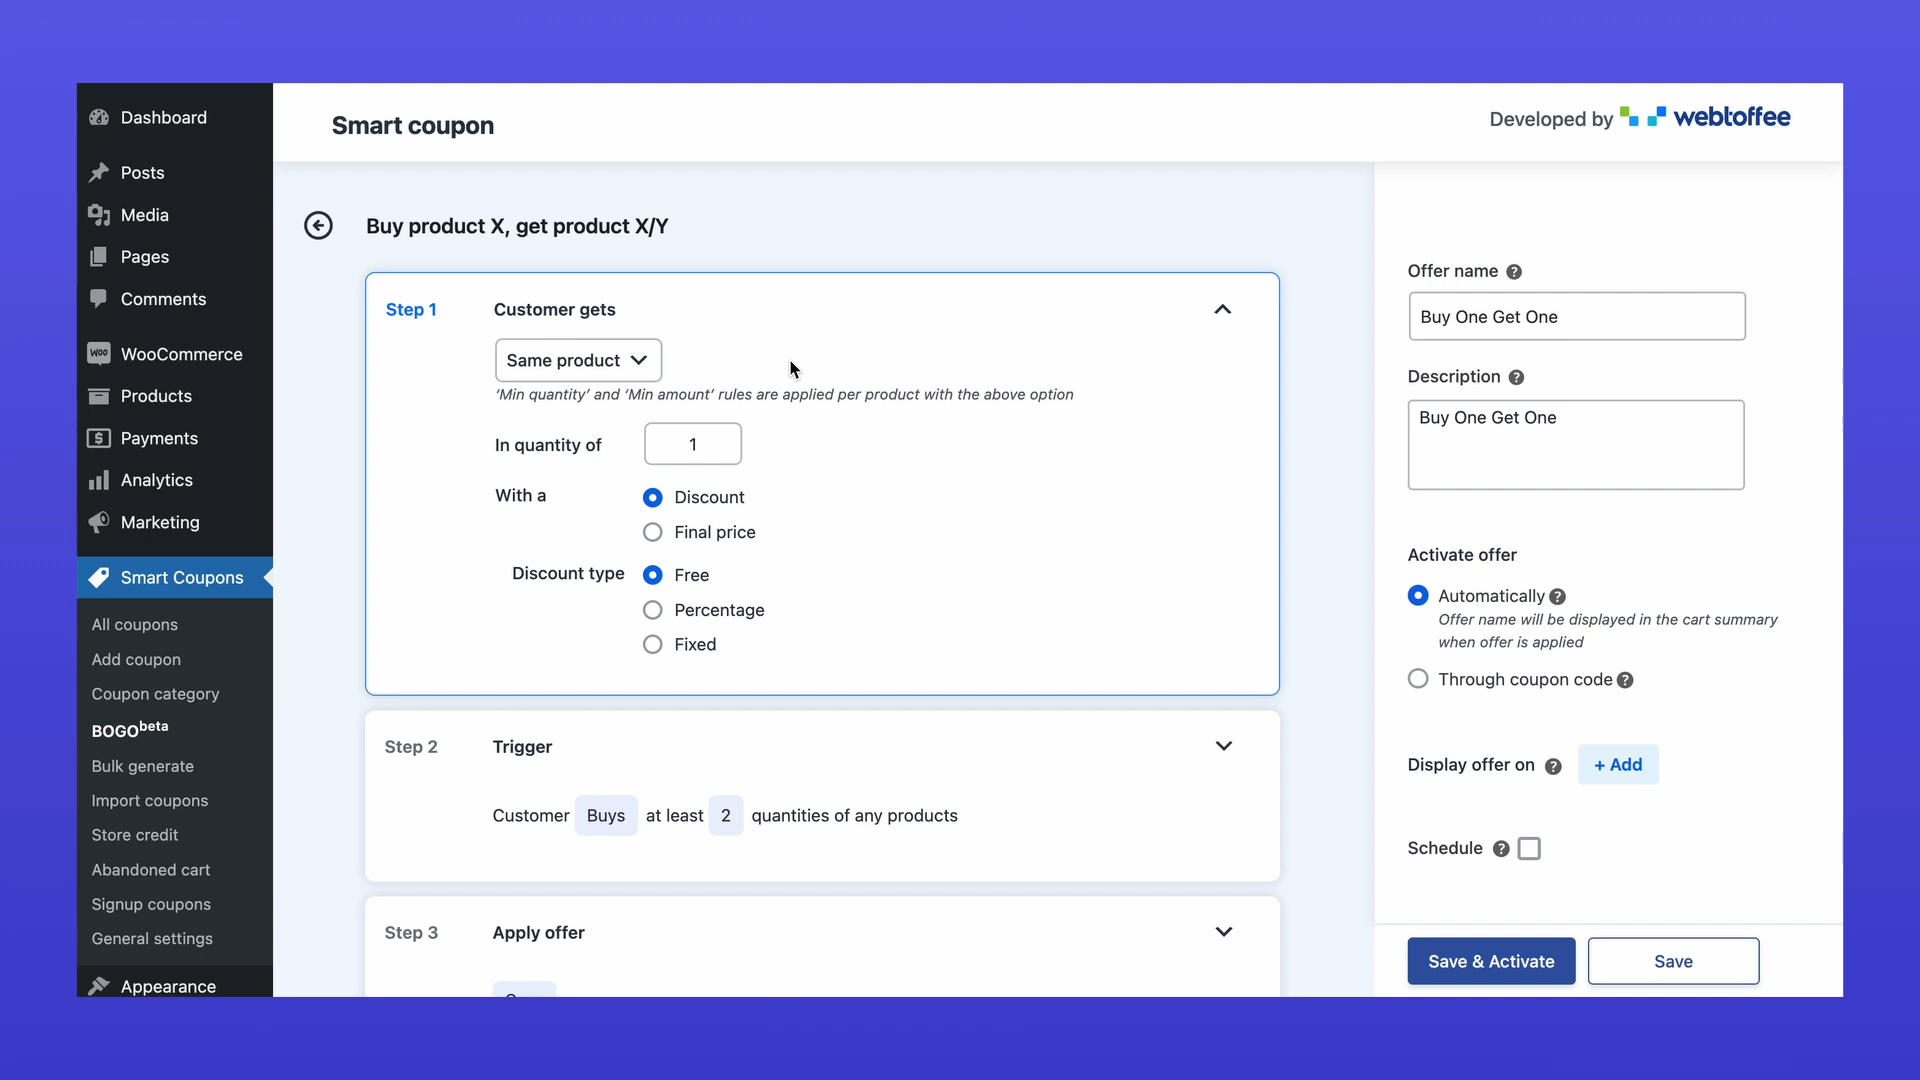 Dashboard
Posts
Media
Pages
Comments
WOO WooCommerce
Products
Payments
Analytics
Marketing
Smart Coupons
All coupons
Add coupon
Coupon category
BOGO beta
Bulk generate
Import coupons
Store credit
Abandoned cart
Signup coupons
General settings
Appearance
Smart coupon
Developed by webtoffee
Buy product X, get product X/Y
Step 1 Customer gets
Same product
'Min quantity' and 'Min amount' rules are applied per product with the above option
In quantity of 1
With a Discount
Final price
Discount type Free
Percentage
Fixed
Step 2 Trigger
Customer Buys at least 2 quantities of any products
Step 3 Apply offer
Offer name ?
Buy One Get One
Description ?
Buy One Get One
Activate offer
Automatically ?
Offer name will be displayed in the cart summary
when offer is applied
Through coupon code ?
Display offer on ? + Add
Schedule ?
Save & Activate Save